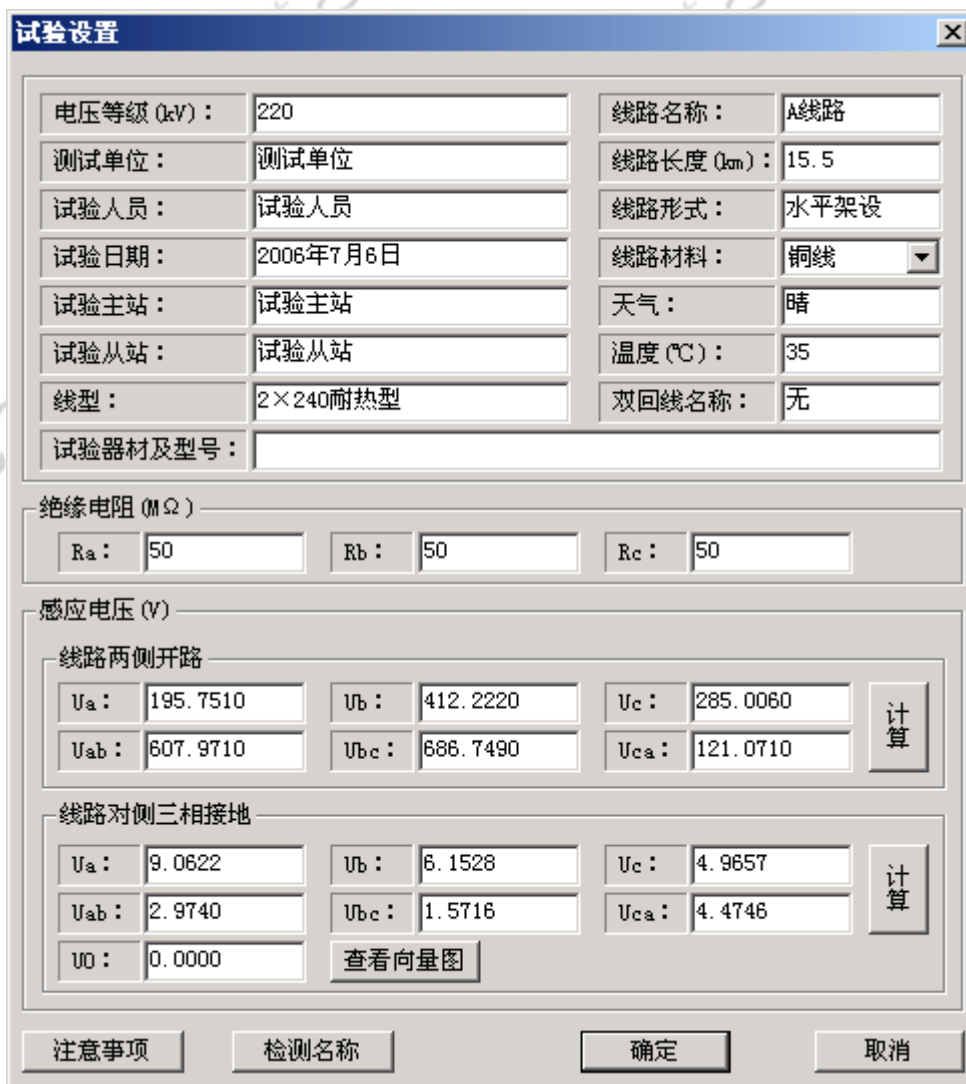 试验设置
电压等级(kV)： 220 线路名称： A线路
测试单位： 测试单位 线路长度(km)： 15.5
试验人员： 试验人员 线路形式： 水平架设
试验日期： 2006年7月6日 线路材料： 铜线
试验主站： 试验主站 天气： 晴
试验从站： 试验从站 温度(℃)： 35
线型： 2×240耐热型 双回线名称： 无
试验器材及型号：
绝缘电阻(MΩ)
Ra： 50 Rb： 50 Rc： 50
感应电压(V)
线路两侧开路
Ua： 195.7510 Ub： 412.2220 Uc： 285.0060
Uab： 607.9710 Ubc： 686.7490 Uca： 121.0710
计算
线路对侧三相接地
Ua： 9.0622 Ub： 6.1528 Uc： 4.9657
Uab： 2.9740 Ubc： 1.5716 Uca： 4.4746
计算
U0： 0.0000 查看向量图
注意事项 检测名称 确定 取消